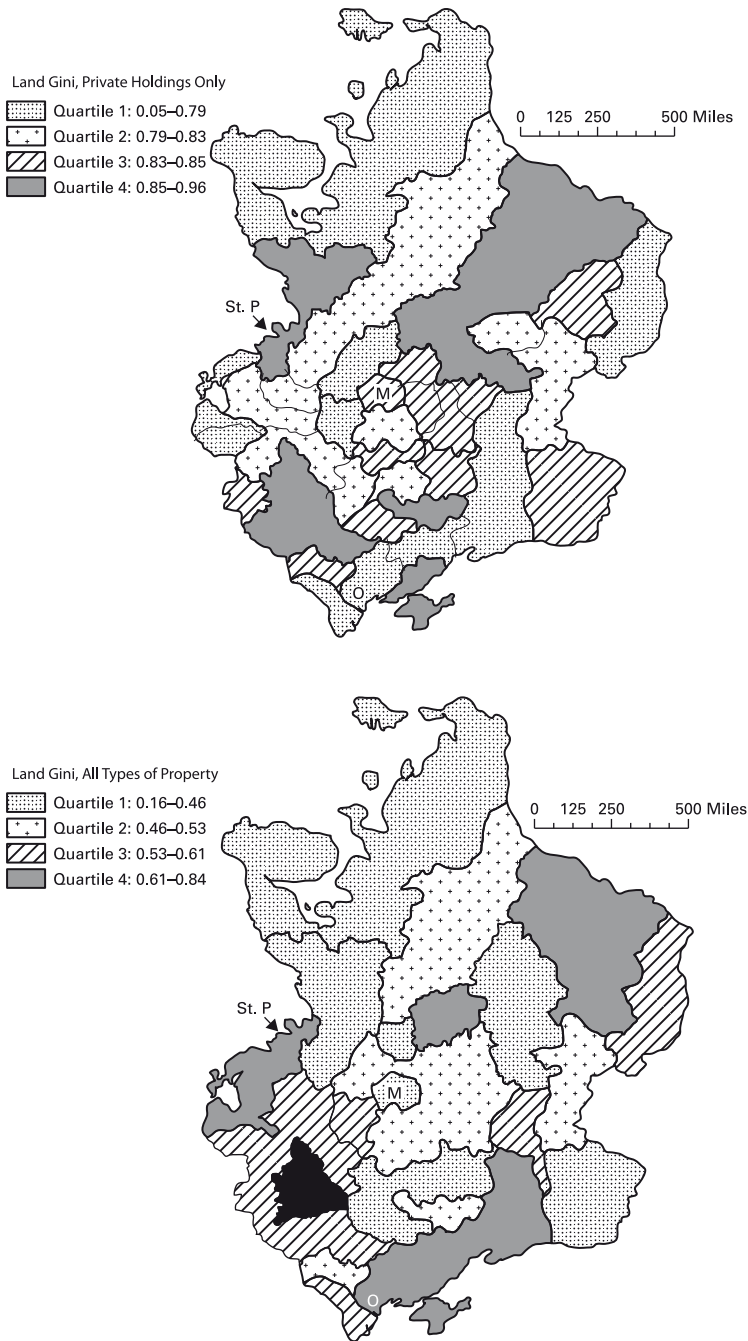 Land Gini, Private Holdings Only
Quartile 1: 0.05–0.79
Quartile 2: 0.79–0.83
Quartile 3: 0.83–0.85
Quartile 4: 0.85–0.96
0 125 250 500 Miles
St. P
M
O
Land Gini, All Types of Property
Quartile 1: 0.16–0.46
Quartile 2: 0.46–0.53
Quartile 3: 0.53–0.61
Quartile 4: 0.61–0.84
0 125 250 500 Miles
St. P
M
O